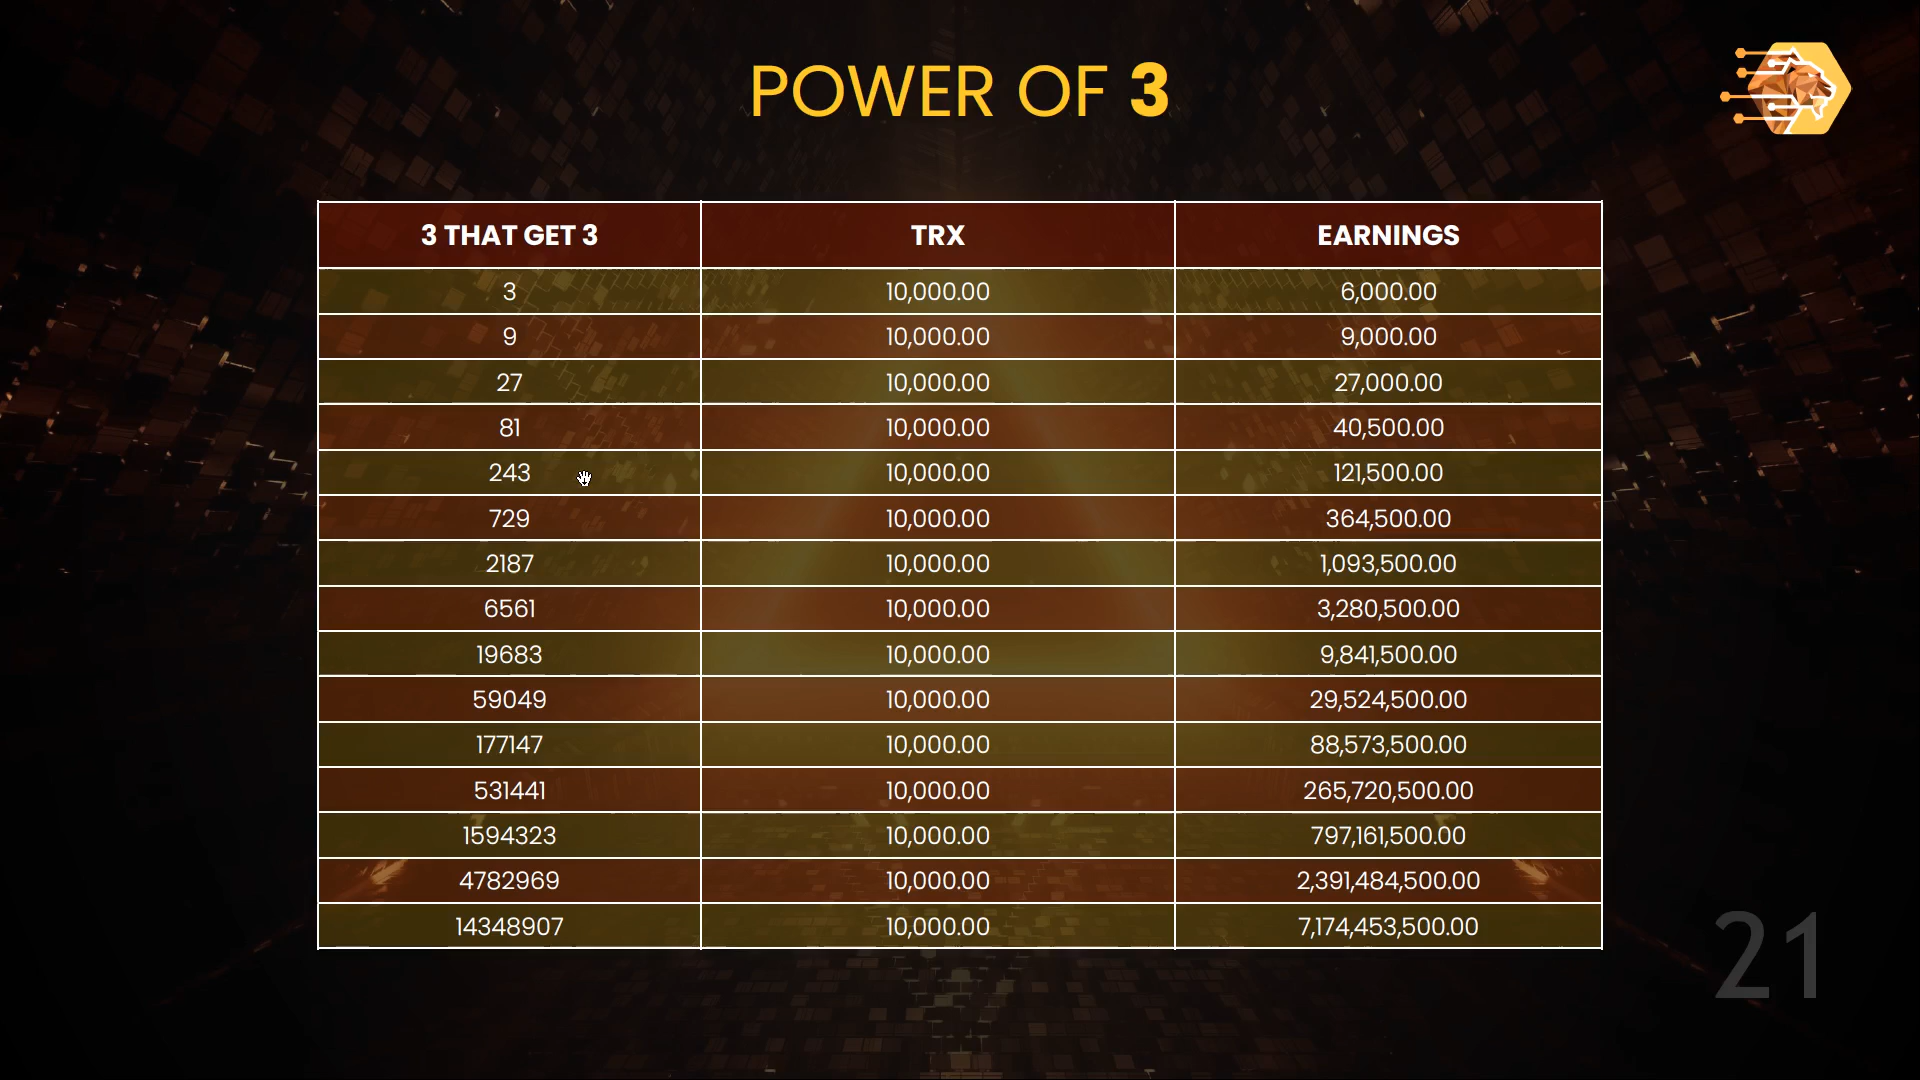 POWER OF 3
3 THAT GET 3 TRX EARNINGS
3 10,000.00 6,000.00
9 10,000.00 9,000.00
27 10,000.00 27,000.00
81 10,000.00 40,500.00
243 10,000.00 121,500.00
729 10,000.00 364,500.00
2187 10,000.00 1,093,500.00
6561 10,000.00 3,280,500.00
19683 10,000.00 9,841,500.00
59049 10,000.00 29,524,500.00
177147 10,000.00 88,573,500.00
531441 10,000.00 265,720,500.00
1594323 10,000.00 797,161,500.00
4782969 10,000.00 2,391,484,500.00
14348907 10,000.00 7,174,453,500.00
21